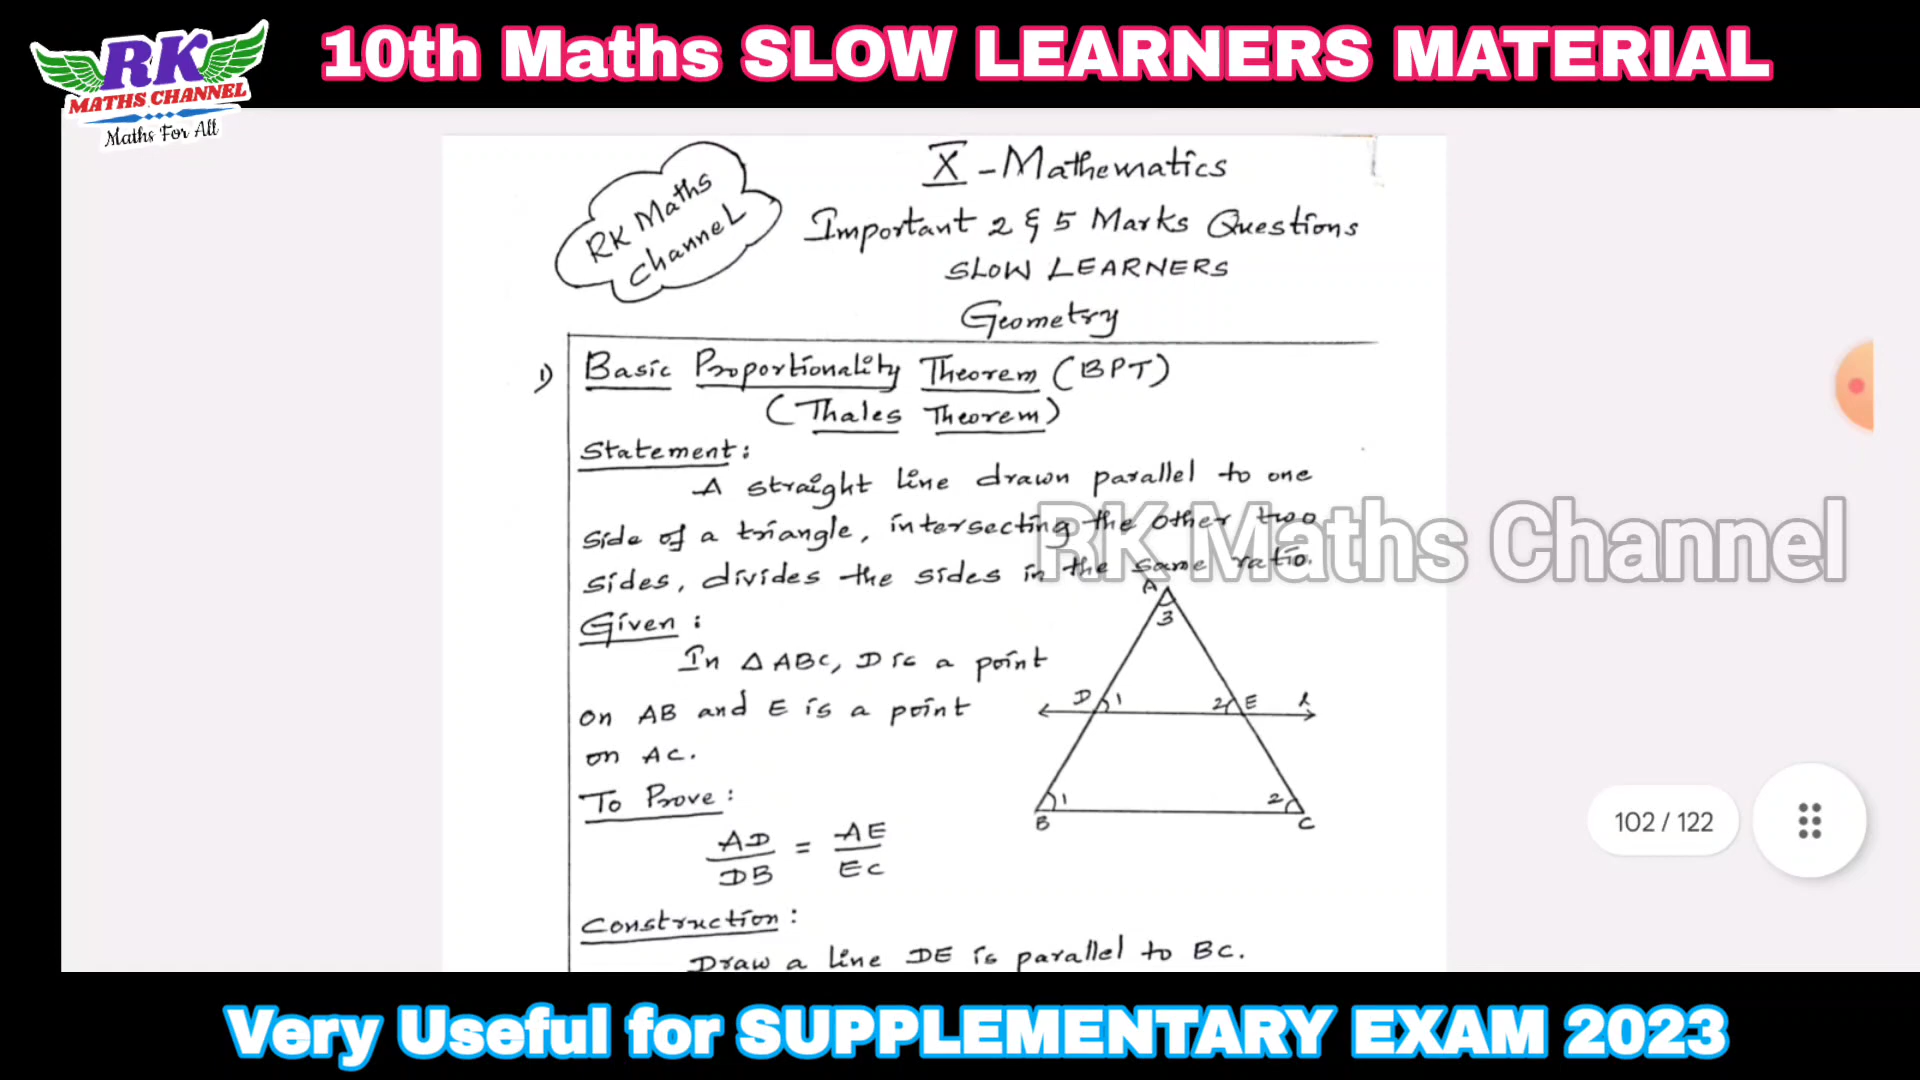 RK
MATHS CHANNEL
Maths For All
10th Maths SLOW LEARNERS MATERIAL
RK Maths
Channel
X - Mathematics
Important 2 & 5 Marks Questions
SLOW LEARNERS
Geometry
1) Basic Proportionality Theorem (BPT)
(Thales Theorem)
Statement:
A straight line drawn parallel to one
side of a triangle, intersecting the other two
sides, divides the sides in the same ratio.
RK Maths Channel
Given:
In △ABC, D is a point
on AB and E is a point
on AC.
A
3
D 1 2 E l
1 2
B C
To Prove:
AD/DB = AE/EC
Construction:
Draw a line DE is parallel to BC.
102 / 122
Very Useful for SUPPLEMENTARY EXAM 2023